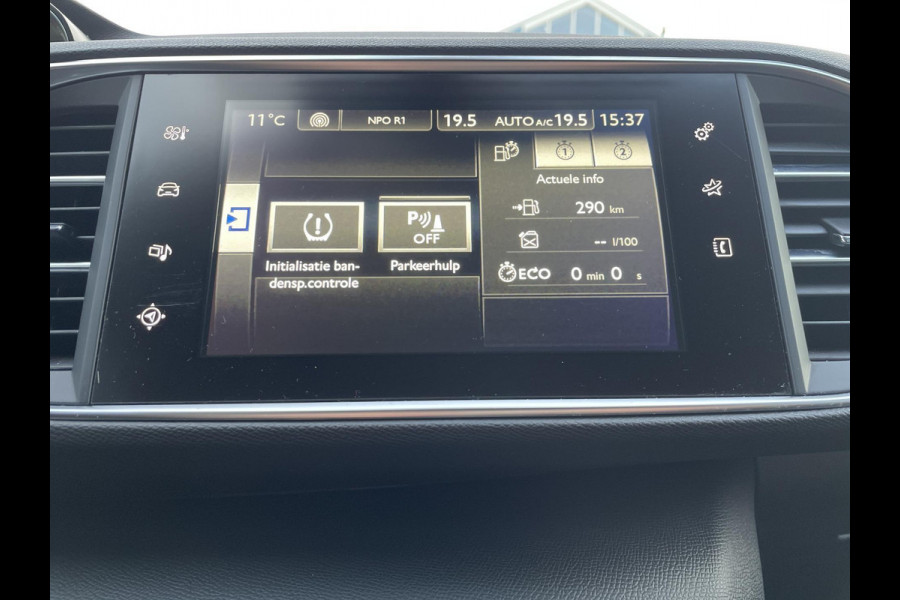 11°C NPO R1 19.5 AUTO A/C 19.5 15:37
1 2
Actuele info
290 km
-- l/100
ECO 0 min 0 s
P OFF
Initialisatie ban-
densp.controle
Parkeerhulp